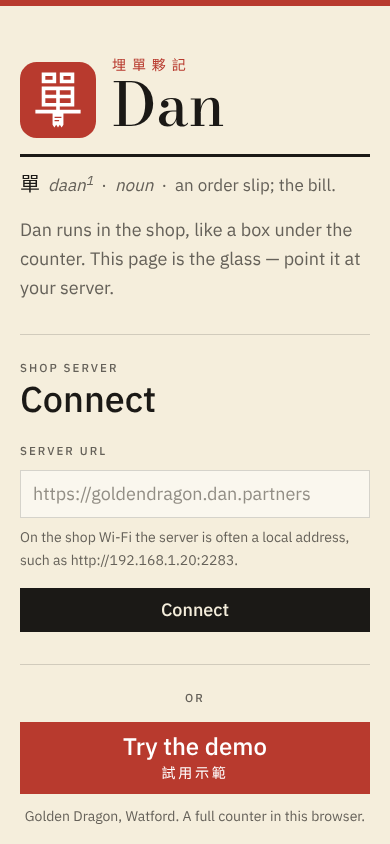 單
埋單夥記
Dan
單 daan¹ · noun · an order slip; the bill.
Dan runs in the shop, like a box under the
counter. This page is the glass — point it at
your server.
SHOP SERVER
Connect
SERVER URL
https://goldendragon.dan.partners
On the shop Wi-Fi the server is often a local address,
such as http://192.168.1.20:2283.
Connect
OR
Try the demo
試用示範
Golden Dragon, Watford. A full counter in this browser.